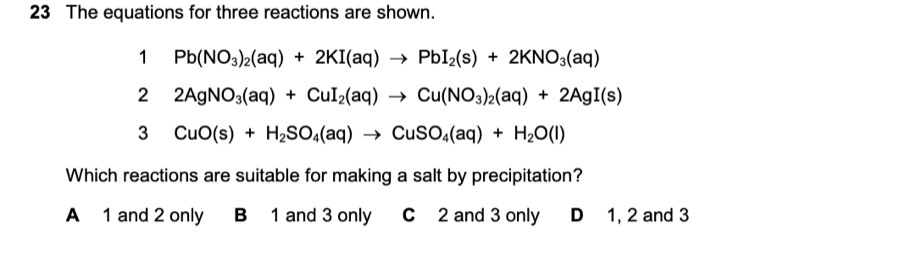 23 The equations for three reactions are shown.
1 Pb(NO₃)₂(aq) + 2KI(aq) → PbI₂(s) + 2KNO₃(aq)
2 2AgNO₃(aq) + CuI₂(aq) → Cu(NO₃)₂(aq) + 2AgI(s)
3 CuO(s) + H₂SO₄(aq) → CuSO₄(aq) + H₂O(l)
Which reactions are suitable for making a salt by precipitation?
A 1 and 2 only B 1 and 3 only C 2 and 3 only D 1, 2 and 3